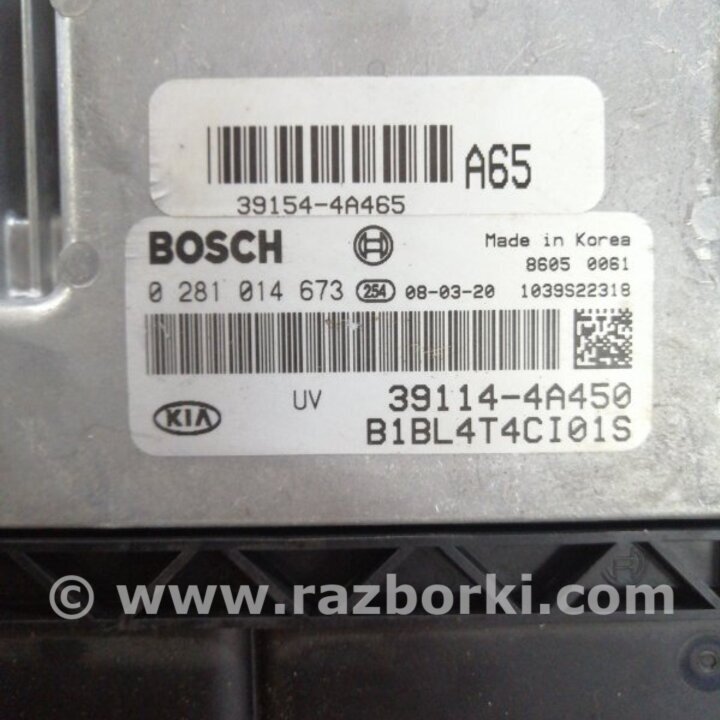 A65
39154-4A465
BOSCH
Made in Korea
8605 0061
0 281 014 673 254 08-03-20 1039S22318
KIA
UV 39114-4A450
B1BL4T4CI01S
© www.razborki.com